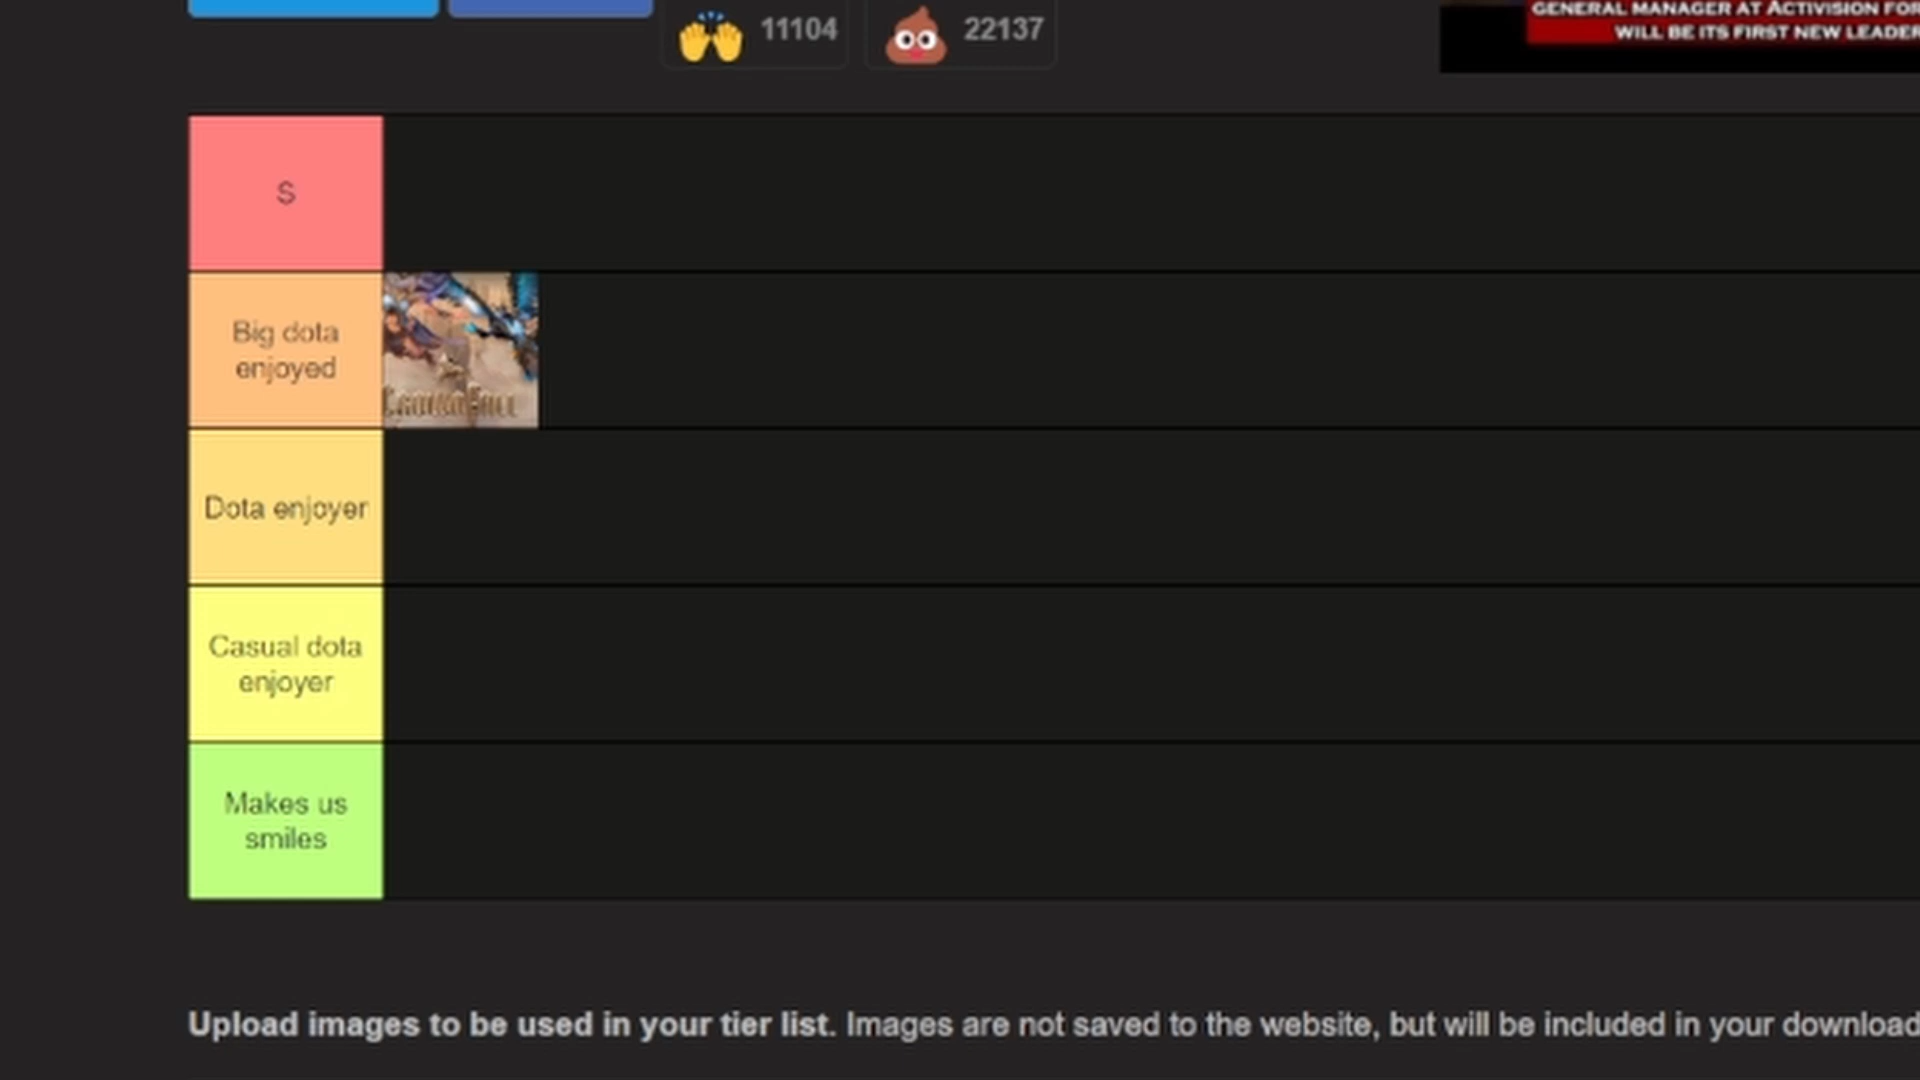 11104
22137
GENERAL MANAGER AT ACTIVISION FOR
WILL BE ITS FIRST NEW LEADER
S
Big dota
enjoyed
CROWNFALL
Dota enjoyer
Casual dota
enjoyer
Makes us
smiles
Upload images to be used in your tier list. Images are not saved to the website, but will be included in your download